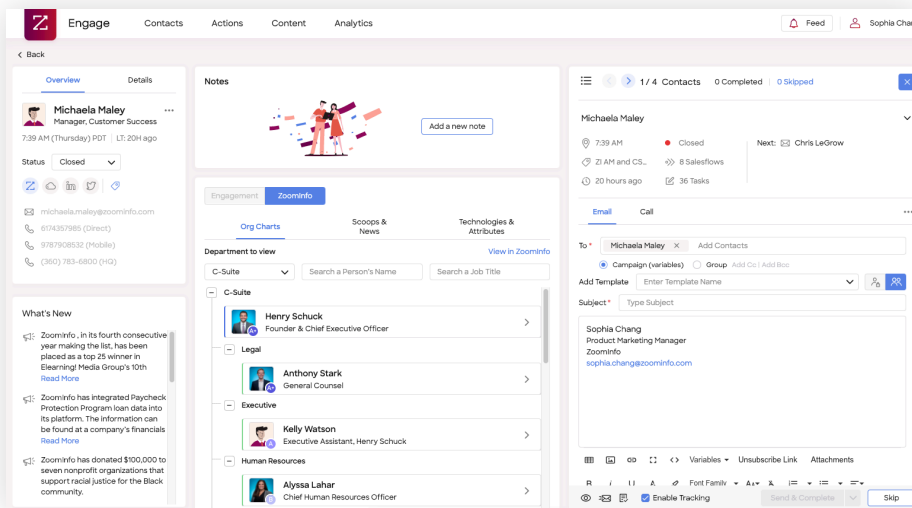 Z Engage Contacts Actions Content Analytics Feed Sophia Chan
Back
Overview Details
Michaela Maley
Manager, Customer Success
7:39 AM (Thursday) PDT LT: 20H ago
Status Closed
michaela.maley@zoominfo.com
6174357985 (Direct)
9787908532 (Mobile)
(360) 783-6800 (HQ)
What's New
ZoomInfo , in its fourth consecutive
year making the list, has been
placed as a top 25 winner in
Elearning! Media Group's 10th
Read More
ZoomInfo has integrated Paycheck
Protection Program loan data into
its platform. The information can
be found at a company's financials
Read More
ZoomInfo has donated $100,000 to
seven nonprofit organizations that
support racial justice for the Black
community.
Notes
Add a new note
Engagement ZoomInfo
Org Charts
Scoops &
News
Technologies &
Attributes
Department to view View in ZoomInfo
C-Suite Search a Person's Name Search a Job Title
C-Suite
Henry Schuck
A+ Founder & Chief Executive Officer
Legal
Anthony Stark
A+ General Counsel
Executive
Kelly Watson
A Executive Assistant, Henry Schuck
Human Resources
Alyssa Lahar
Chief Human Resources Officer
1 / 4 Contacts 0 Completed 0 Skipped
Michaela Maley
7:39 AM Closed Next: Chris LeGrow
ZI AM and CS... 8 Salesflows
20 hours ago 36 Tasks
Email Call
To * Michaela Maley × Add Contacts
Campaign (variables) Group Add Cc | Add Bcc
Add Template Enter Template Name
Subject * Type Subject
Sophia Chang
Product Marketing Manager
ZoomInfo
sophia.chang@zoominfo.com
Variables Unsubscribe Link Attachments
B i U A Font Family
Enable Tracking Send & Complete Skip